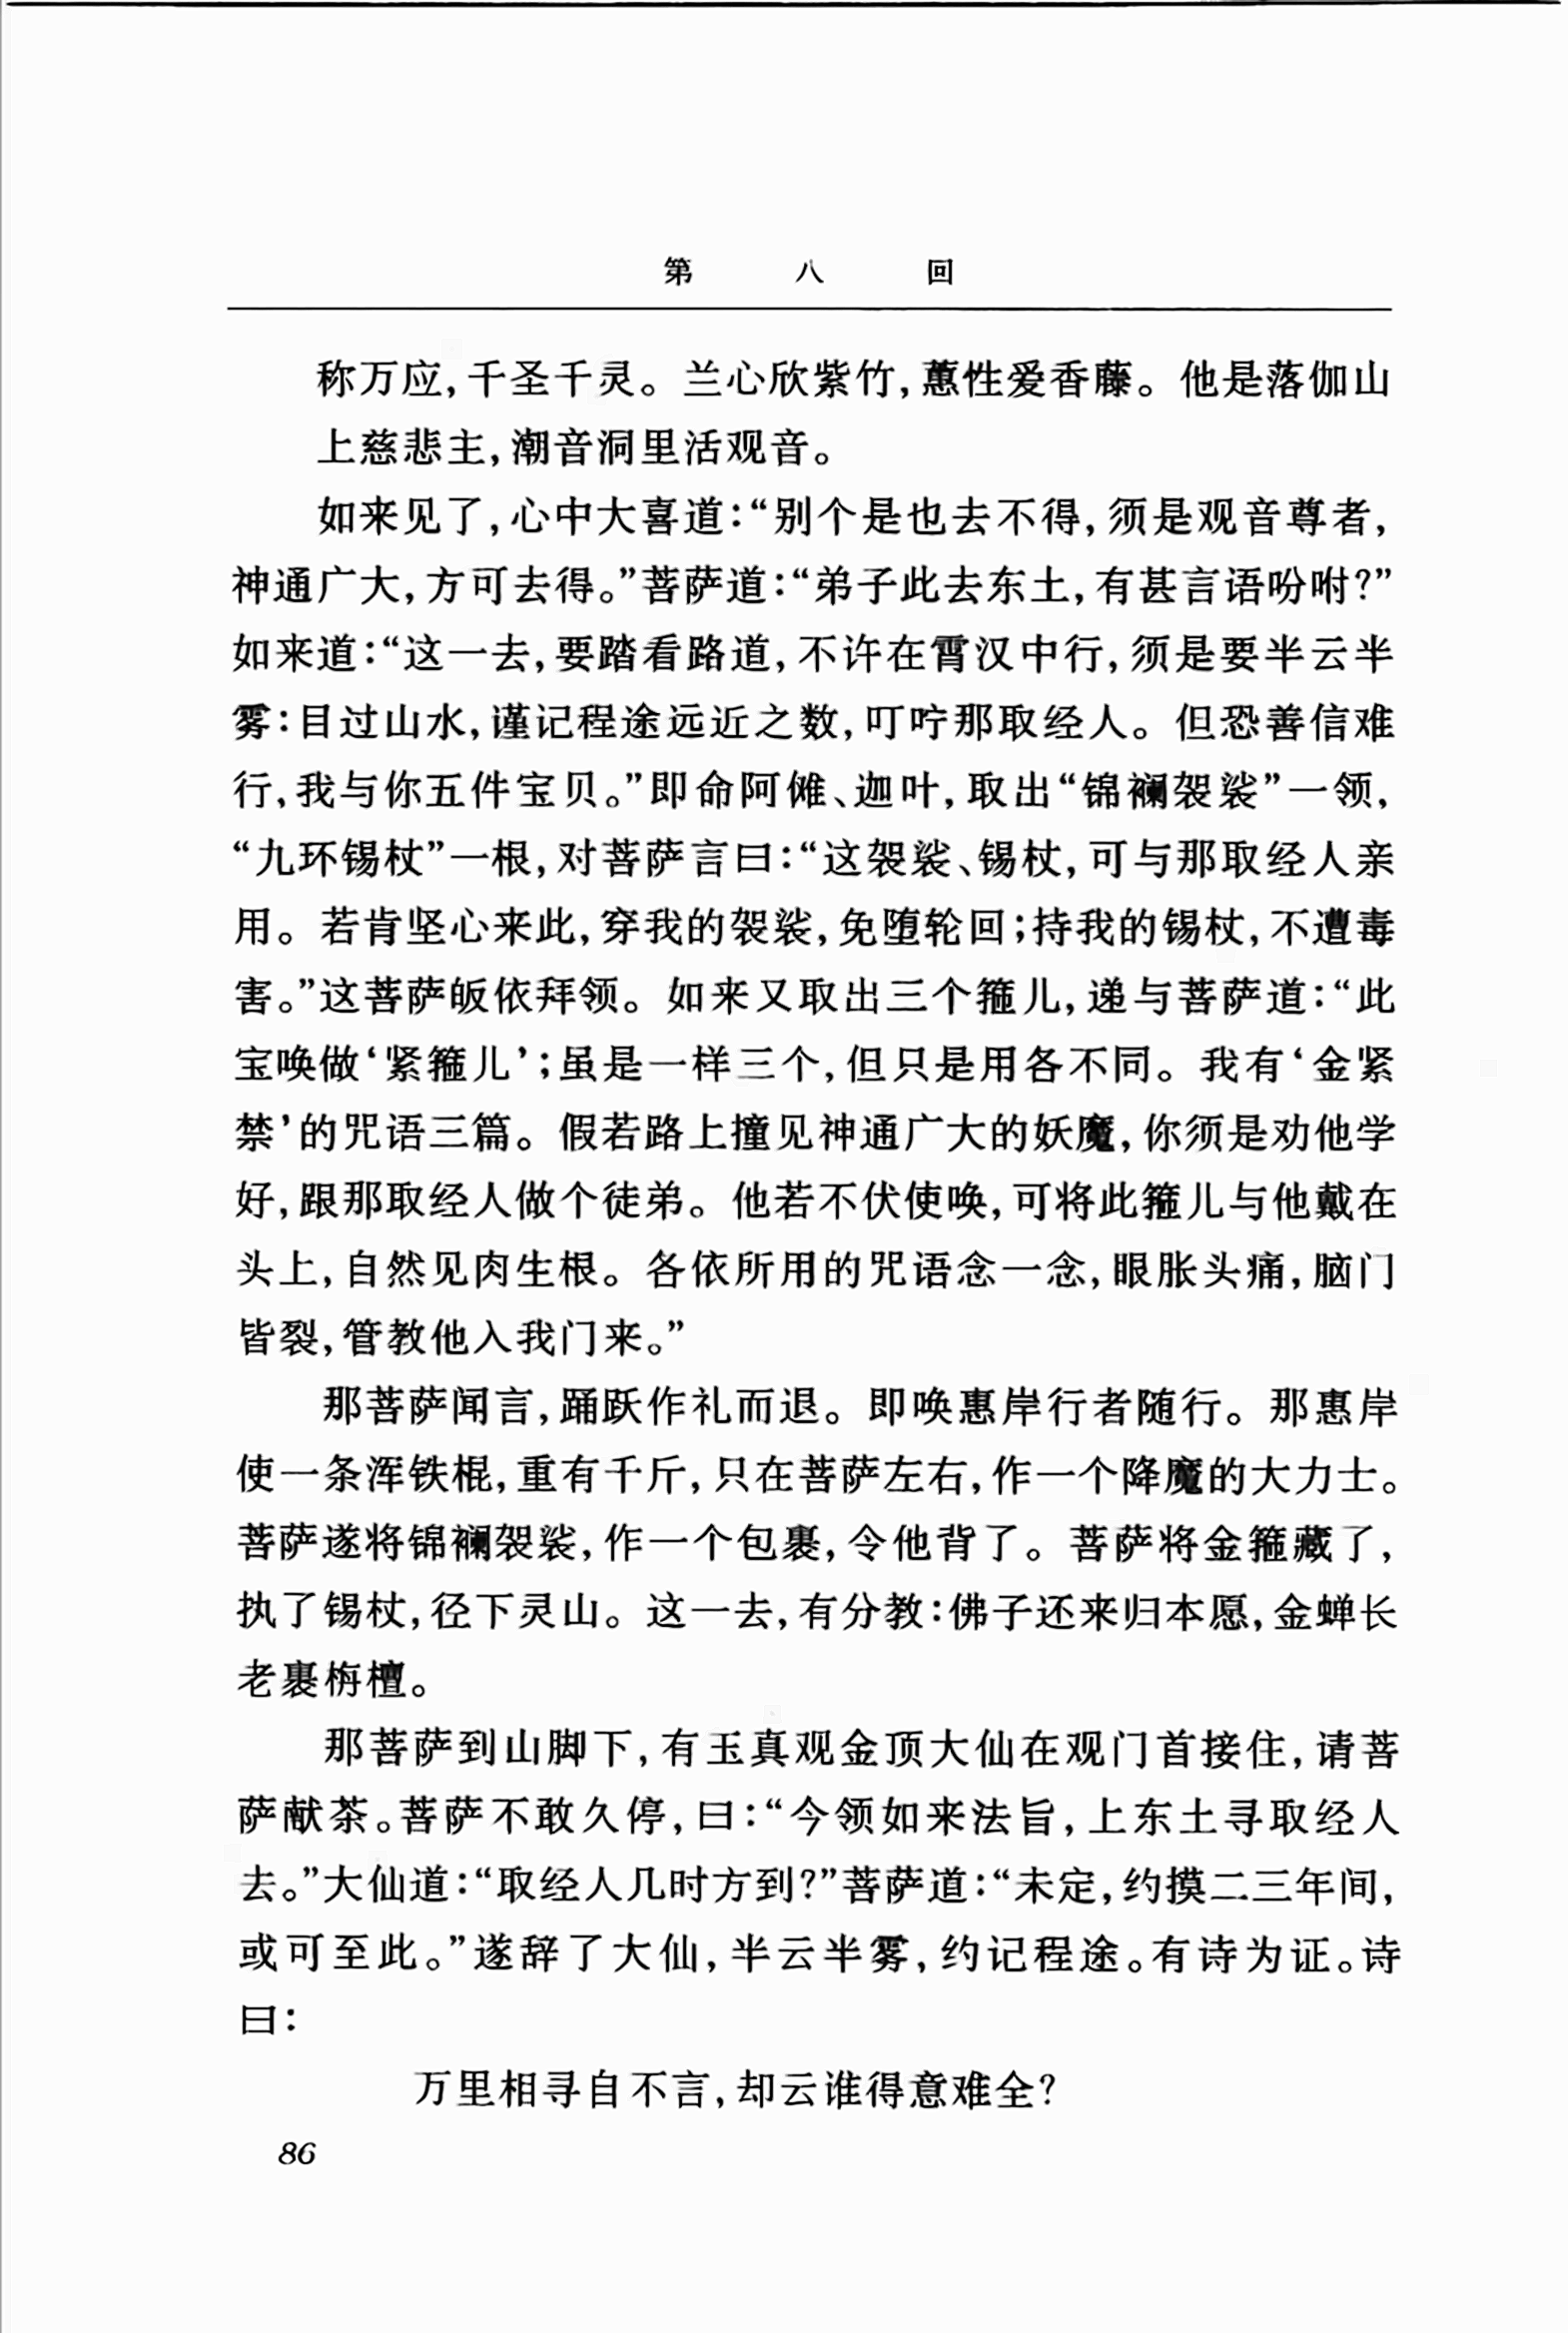 第八回
称万应,千圣千灵。兰心欣紫竹,蕙性爱香藤。他是落伽山
上慈悲主,潮音洞里活观音。
如来见了,心中大喜道:“别个是也去不得,须是观音尊者,
神通广大,方可去得。”菩萨道:“弟子此去东土,有甚言语吩咐?”
如来道:“这一去,要踏看路道,不许在霄汉中行,须是要半云半
雾:目过山水,谨记程途远近之数,叮咛那取经人。但恐善信难
行,我与你五件宝贝。”即命阿傩、迦叶,取出“锦襕袈裟”一领,
“九环锡杖”一根,对菩萨言曰:“这袈裟、锡杖,可与那取经人亲
用。若肯坚心来此,穿我的袈裟,免堕轮回;持我的锡杖,不遭毒
害。”这菩萨皈依拜领。如来又取出三个箍儿,递与菩萨道:“此
宝唤做‘紧箍儿’;虽是一样三个,但只是用各不同。我有‘金紧
禁’的咒语三篇。假若路上撞见神通广大的妖魔,你须是劝他学
好,跟那取经人做个徒弟。他若不伏使唤,可将此箍儿与他戴在
头上,自然见肉生根。各依所用的咒语念一念,眼胀头痛,脑门
皆裂,管教他入我门来。”
那菩萨闻言,踊跃作礼而退。即唤惠岸行者随行。那惠岸
使一条浑铁棍,重有千斤,只在菩萨左右,作一个降魔的大力士。
菩萨遂将锦襕袈裟,作一个包裹,令他背了。菩萨将金箍藏了,
执了锡杖,径下灵山。这一去,有分教:佛子还来归本愿,金蝉长
老裹栴檀。
那菩萨到山脚下,有玉真观金顶大仙在观门首接住,请菩
萨献茶。菩萨不敢久停,曰:“今领如来法旨,上东土寻取经人
去。”大仙道:“取经人几时方到?”菩萨道:“未定,约摸二三年间,
或可至此。”遂辞了大仙,半云半雾,约记程途。有诗为证。诗
曰:
万里相寻自不言,却云谁得意难全?
86